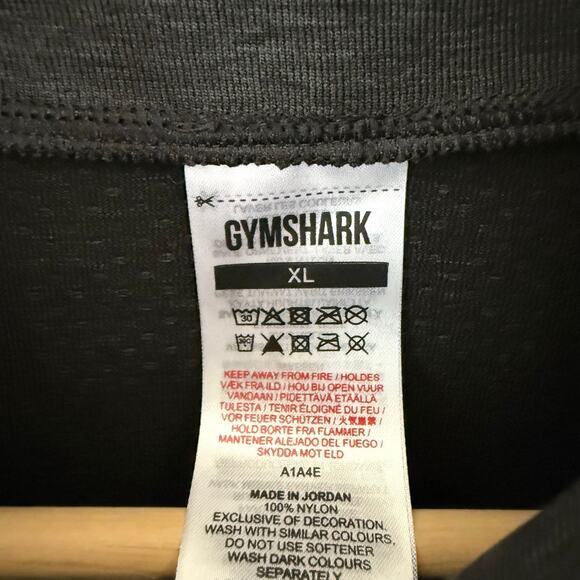 GYMSHARK
XL
30
KEEP AWAY FROM FIRE / HOLDES
VÆK FRA ILD / HOU BIJ OPEN VUUR
VANDAAN / PIDETTÄVÄ ETÄÄLLÄ
TULESTA / TENIR ÉLOIGNÉ DU FEU /
VOR FEUER SCHÜTZEN / 火気厳禁 /
HOLD BORTE FRA FLAMMER /
MANTENER ALEJADO DEL FUEGO /
SKYDDA MOT ELD
A1A4E
MADE IN JORDAN
100% NYLON
EXCLUSIVE OF DECORATION.
WASH WITH SIMILAR COLOURS.
DO NOT USE SOFTENER
WASH DARK COLOURS
SEPARATELY